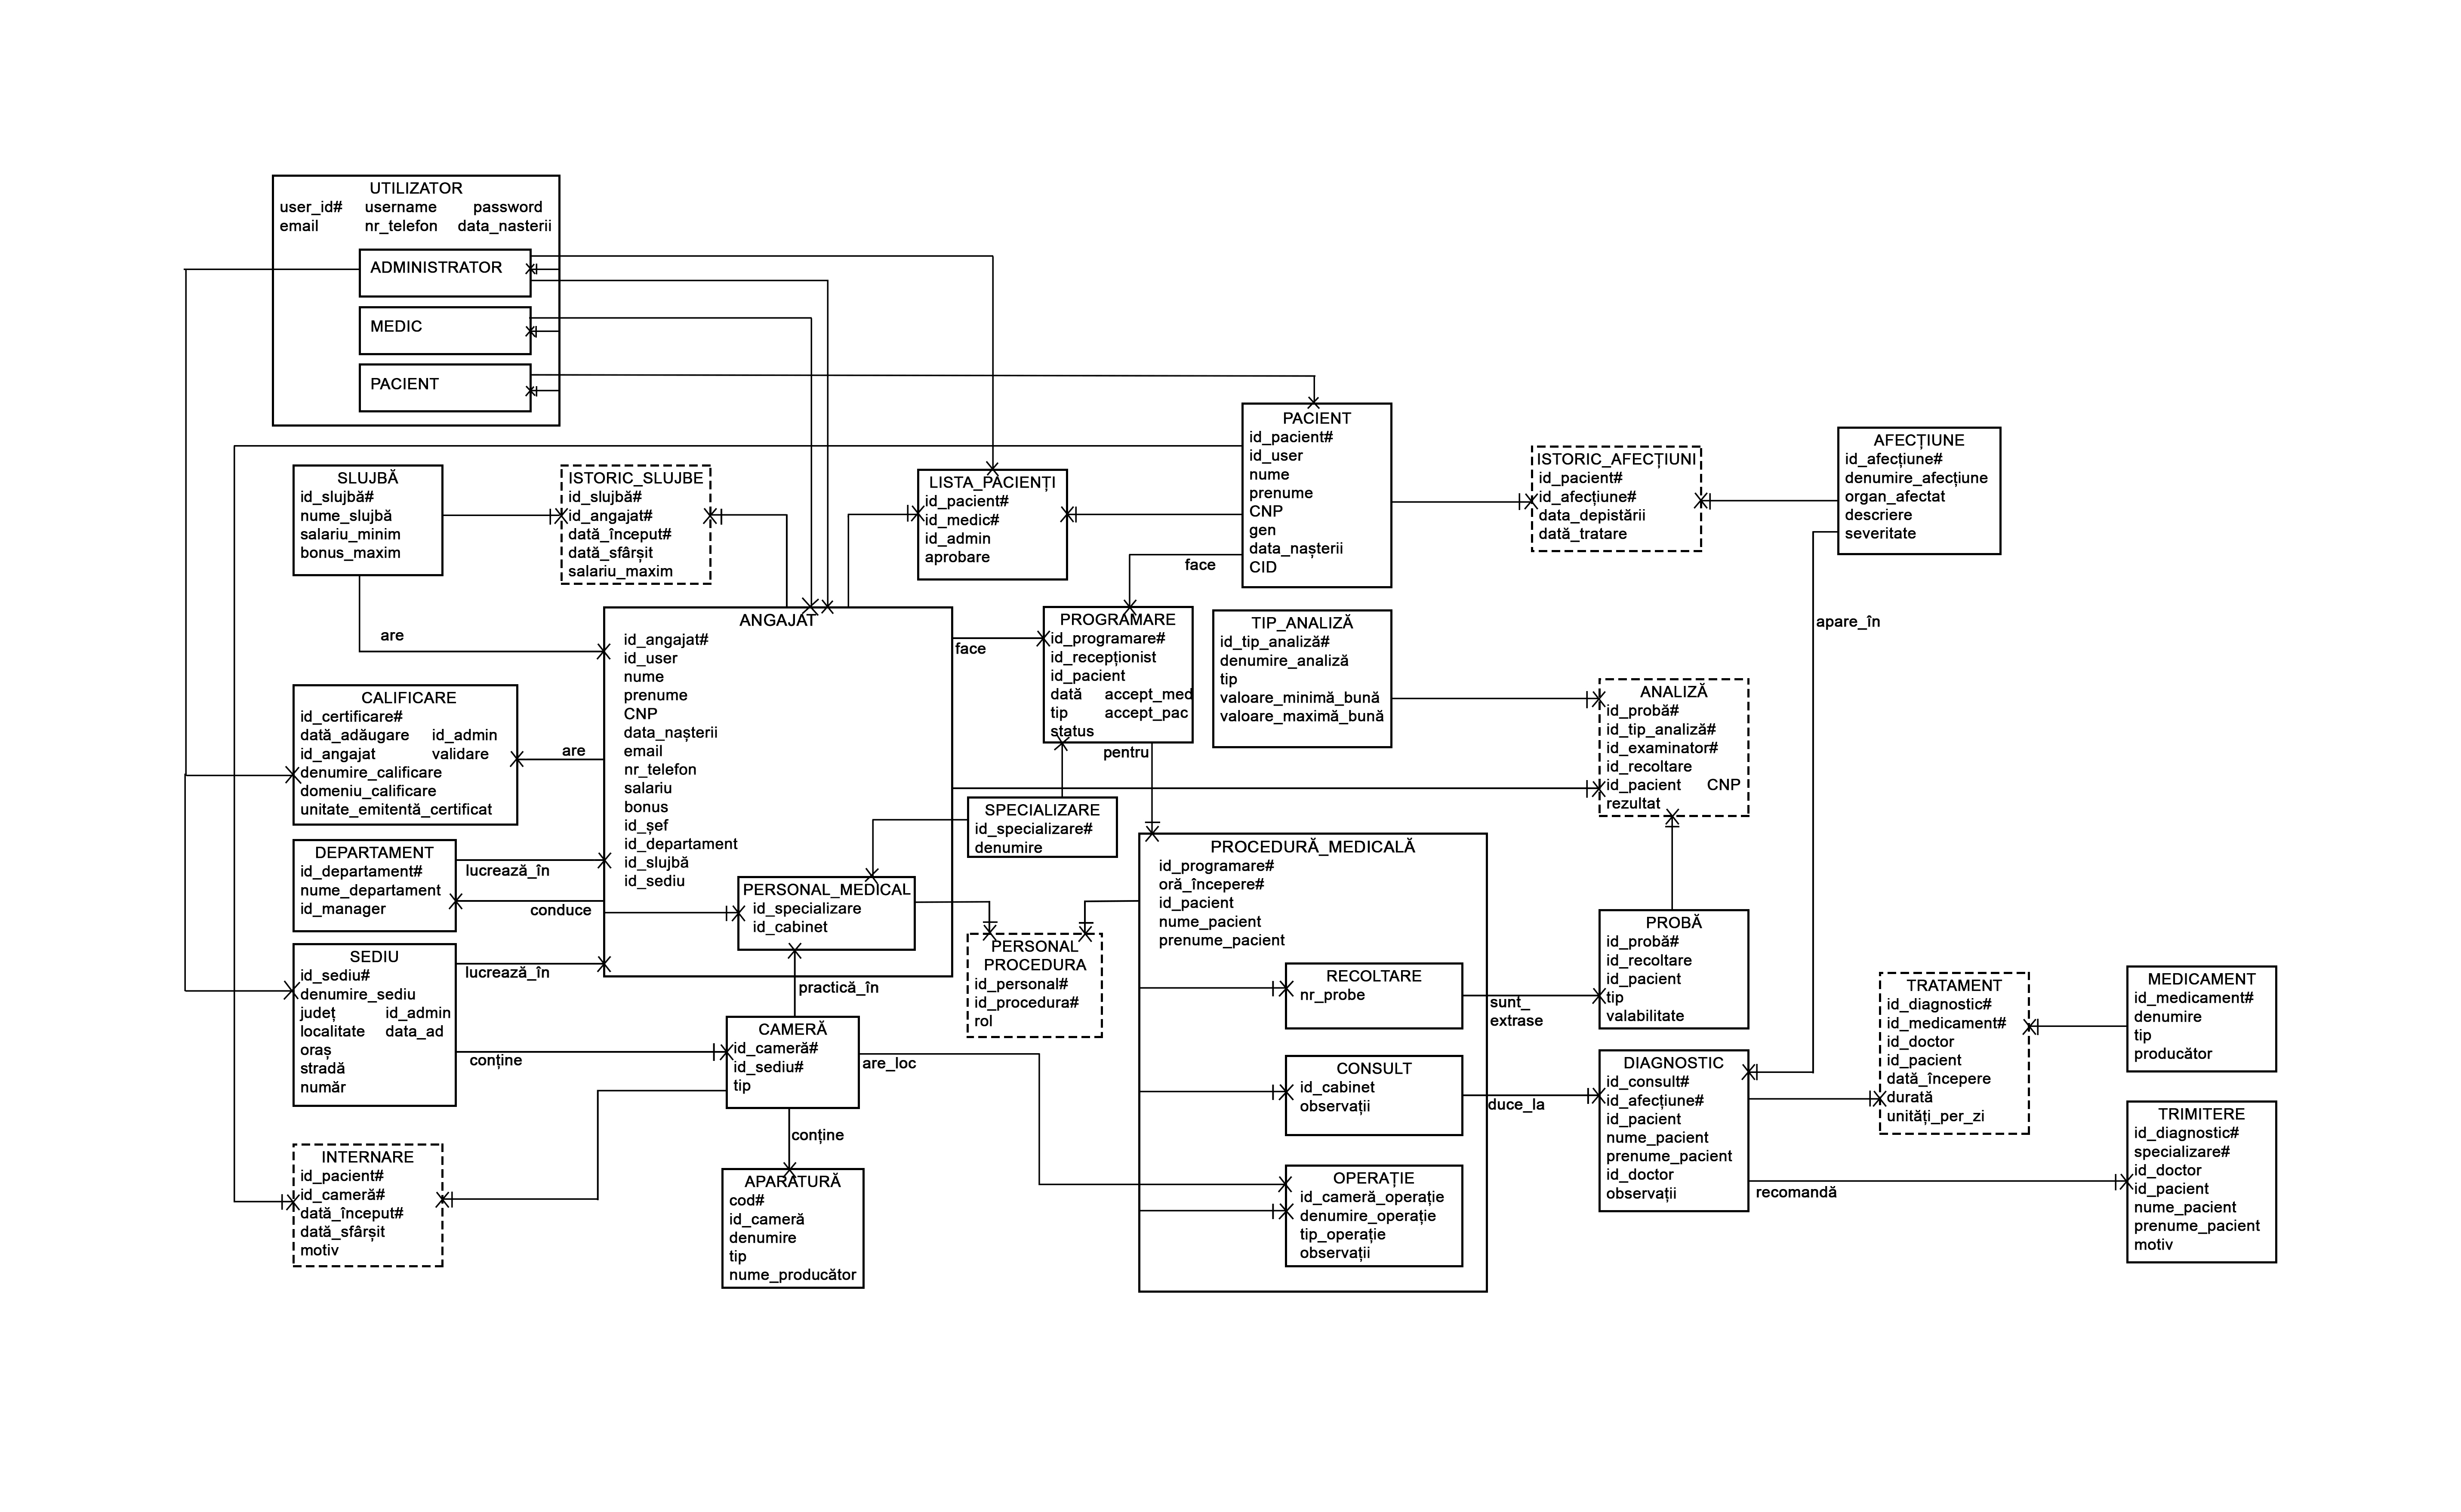 UTILIZATOR
user_id# username password
email nr_telefon data_nasterii
ADMINISTRATOR
MEDIC
PACIENT
PACIENT
id_pacient#
id_user
nume
prenume
CNP
gen
data_nașterii
CID
ISTORIC_AFECȚIUNI
id_pacient#
id_afecțiune#
data_depistării
dată_tratare
AFECȚIUNE
id_afecțiune#
denumire_afecțiune
organ_afectat
descriere
severitate
SLUJBĂ
id_slujbă#
nume_slujbă
salariu_minim
bonus_maxim
ISTORIC_SLUJBE
id_slujbă#
id_angajat#
dată_început#
dată_sfârșit
salariu_maxim
LISTA_PACIENȚI
id_pacient#
id_medic#
id_admin
aprobare
face
are
ANGAJAT
id_angajat#
id_user
nume
prenume
CNP
data_nașterii
email
nr_telefon
salariu
bonus
id_șef
id_departament
id_slujbă
id_sediu
face
PROGRAMARE
id_programare#
id_recepționist
id_pacient
dată accept_med
tip accept_pac
status
pentru
TIP_ANALIZĂ
id_tip_analiză#
denumire_analiză
tip
valoare_minimă_bună
valoare_maximă_bună
apare_în
ANALIZĂ
id_probă#
id_tip_analiză#
id_examinator#
id_recoltare
id_pacient CNP
rezultat
CALIFICARE
id_certificare#
dată_adăugare id_admin
id_angajat validare
denumire_calificare
domeniu_calificare
unitate_emitentă_certificat
are
SPECIALIZARE
id_specializare#
denumire
DEPARTAMENT
id_departament#
nume_departament
id_manager
lucrează_în
conduce
PERSONAL_MEDICAL
id_specializare
id_cabinet
PROCEDURĂ_MEDICALĂ
id_programare#
oră_începere#
id_pacient
nume_pacient
prenume_pacient
PERSONAL
PROCEDURA
id_personal#
id_procedura#
rol
SEDIU
id_sediu#
denumire_sediu
județ id_admin
localitate data_ad
oraș
stradă
număr
lucrează_în
practică_în
conține
CAMERĂ
id_cameră#
id_sediu#
tip
are_loc
RECOLTARE
nr_probe
sunt_
extrase
PROBĂ
id_probă#
id_recoltare
id_pacient
tip
valabilitate
CONSULT
id_cabinet
observații
duce_la
DIAGNOSTIC
id_consult#
id_afecțiune#
id_pacient
nume_pacient
prenume_pacient
id_doctor
observații
TRATAMENT
id_diagnostic#
id_medicament#
id_doctor
id_pacient
dată_începere
durată
unități_per_zi
MEDICAMENT
id_medicament#
denumire
tip
producător
recomandă
TRIMITERE
id_diagnostic#
specializare#
id_doctor
id_pacient
nume_pacient
prenume_pacient
motiv
INTERNARE
id_pacient#
id_cameră#
dată_început#
dată_sfârșit
motiv
conține
APARATURĂ
cod#
id_cameră
denumire
tip
nume_producător
OPERAȚIE
id_cameră_operație
denumire_operație
tip_operație
observații